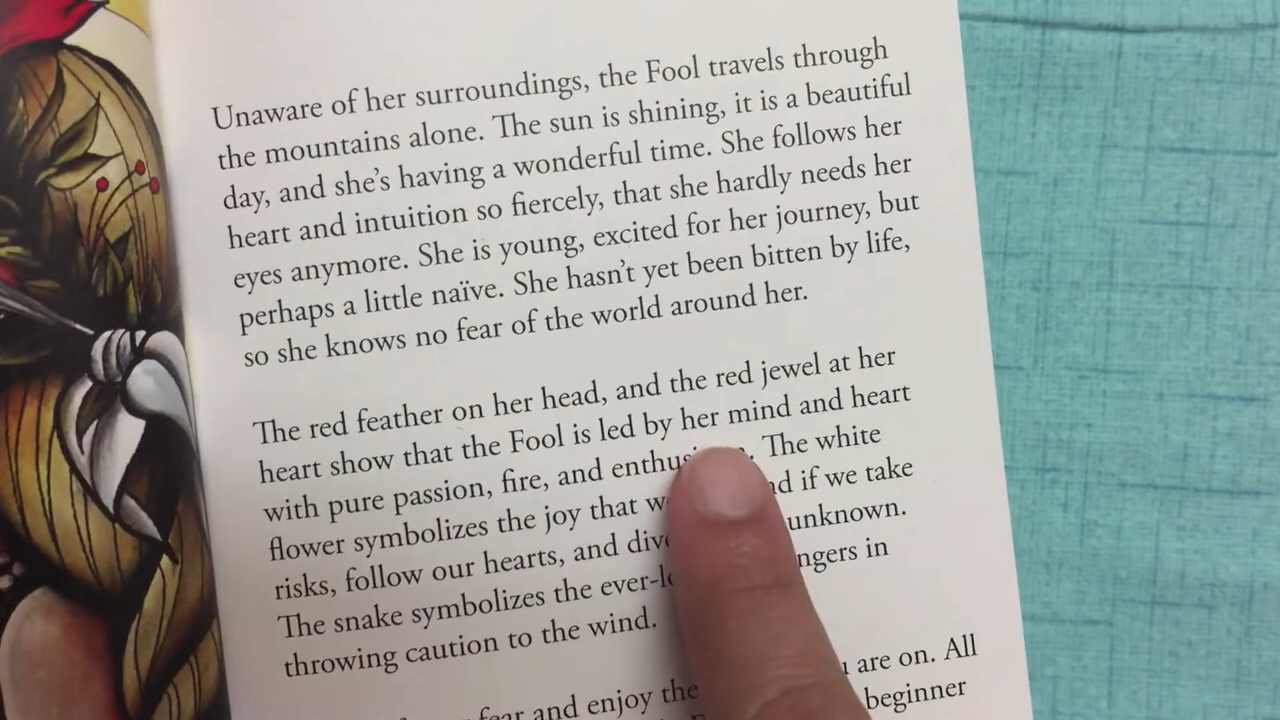 Unaware of her surroundings, the Fool travels through
the mountains alone. The sun is shining, it is a beautiful
day, and she's having a wonderful time. She follows her
heart and intuition so fiercely, that she hardly needs her
eyes anymore. She is young, excited for her journey, but
perhaps a little naïve. She hasn't yet been bitten by life,
so she knows no fear of the world around her.
The red feather on her head, and the red jewel at her
heart show that the Fool is led by her mind and heart
with pure passion, fire, and The white
flower symbolizes the joy that if we take
risks, follow our hearts, and unknown.
The snake symbolizes the in
throwing caution to the wind.
are on. All
fear and enjoy the beginner